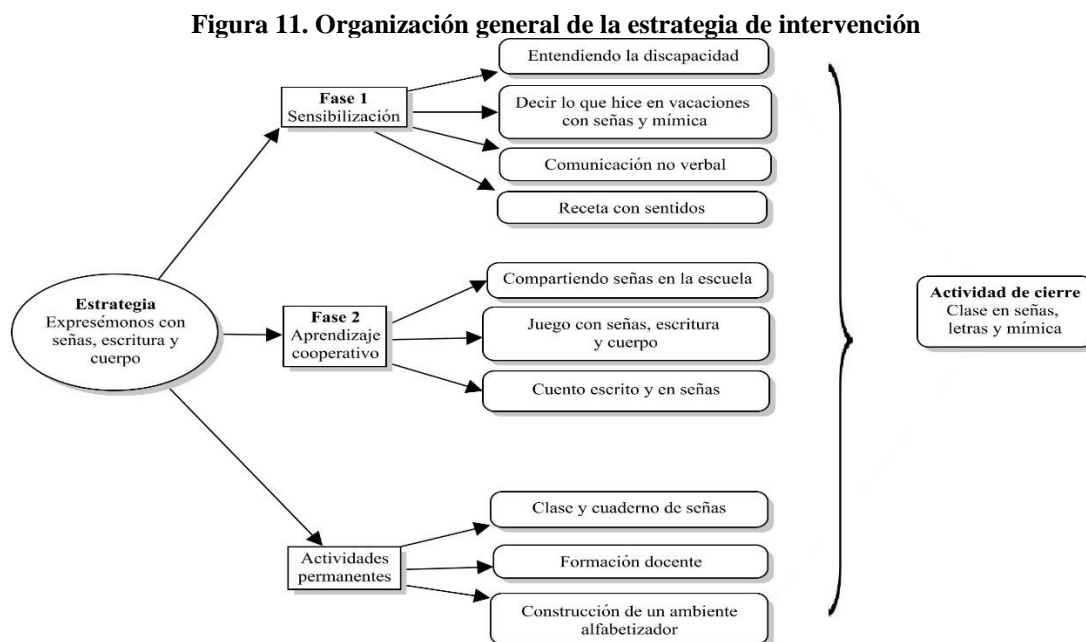 Figura 11. Organización general de la estrategia de intervención
Estrategia
Expresémonos con
señas, escritura y
cuerpo
Fase 1
Sensibilización
Entendiendo la discapacidad
Decir lo que hice en vacaciones
con señas y mímica
Comunicación no verbal
Receta con sentidos
Fase 2
Aprendizaje
cooperativo
Compartiendo señas en la escuela
Juego con señas, escritura
y cuerpo
Cuento escrito y en señas
Actividades
permanentes
Clase y cuaderno de señas
Formación docente
Construcción de un ambiente
alfabetizador
Actividad de cierre
Clase en señas,
letras y mímica